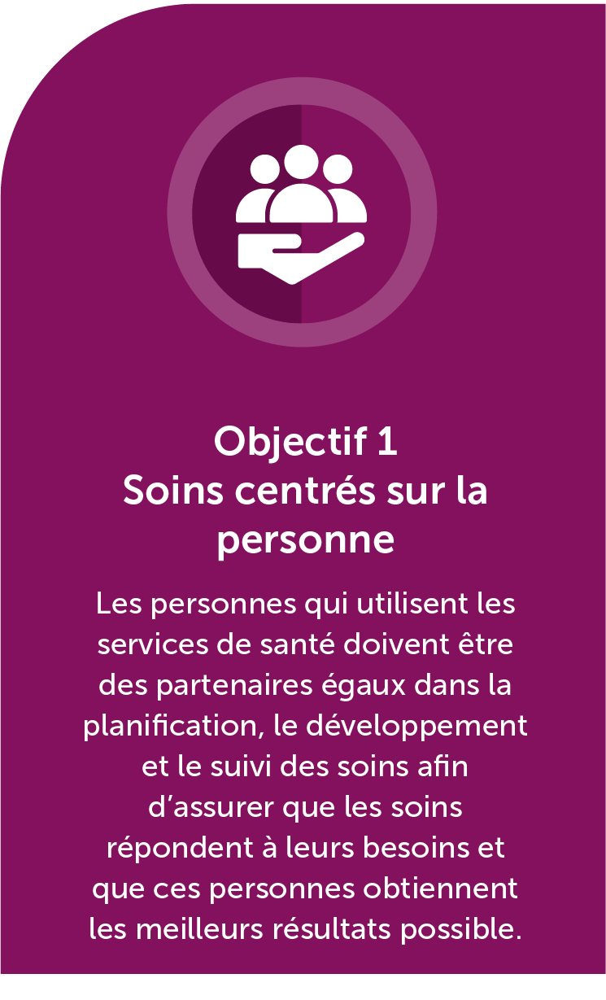 Objectif 1
Soins centrés sur la
personne
Les personnes qui utilisent les
services de santé doivent être
des partenaires égaux dans la
planification, le développement
et le suivi des soins afin
d’assurer que les soins
répondent à leurs besoins et
que ces personnes obtiennent
les meilleurs résultats possible.